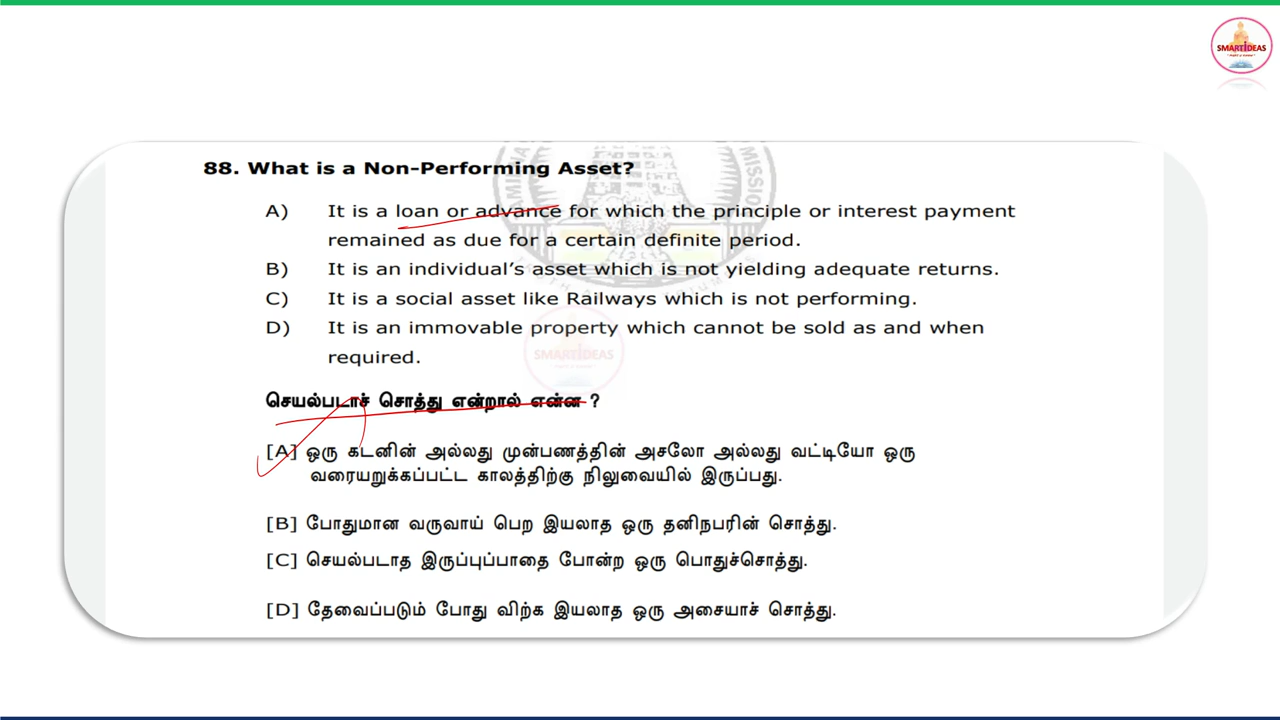 SMARTIDEAS
88. What is a Non-Performing Asset?
A) It is a loan or advance for which the principle or interest payment
remained as due for a certain definite period.
B) It is an individual's asset which is not yielding adequate returns.
C) It is a social asset like Railways which is not performing.
D) It is an immovable property which cannot be sold as and when
required.
SMARTIDEAS
செயல்படாச் சொத்து என்றால் என்ன ?
[A] ஒரு கடனின் அல்லது முன்பணத்தின் அசலோ அல்லது வட்டியோ ஒரு
வரையறுக்கப்பட்ட காலத்திற்கு நிலுவையில் இருப்பது.
[B] போதுமான வருவாய் பெற இயலாத ஒரு தனிநபரின் சொத்து.
[C] செயல்படாத இருப்புப்பாதை போன்ற ஒரு பொதுச்சொத்து.
[D] தேவைப்படும் போது விற்க இயலாத ஒரு அசையாச் சொத்து.